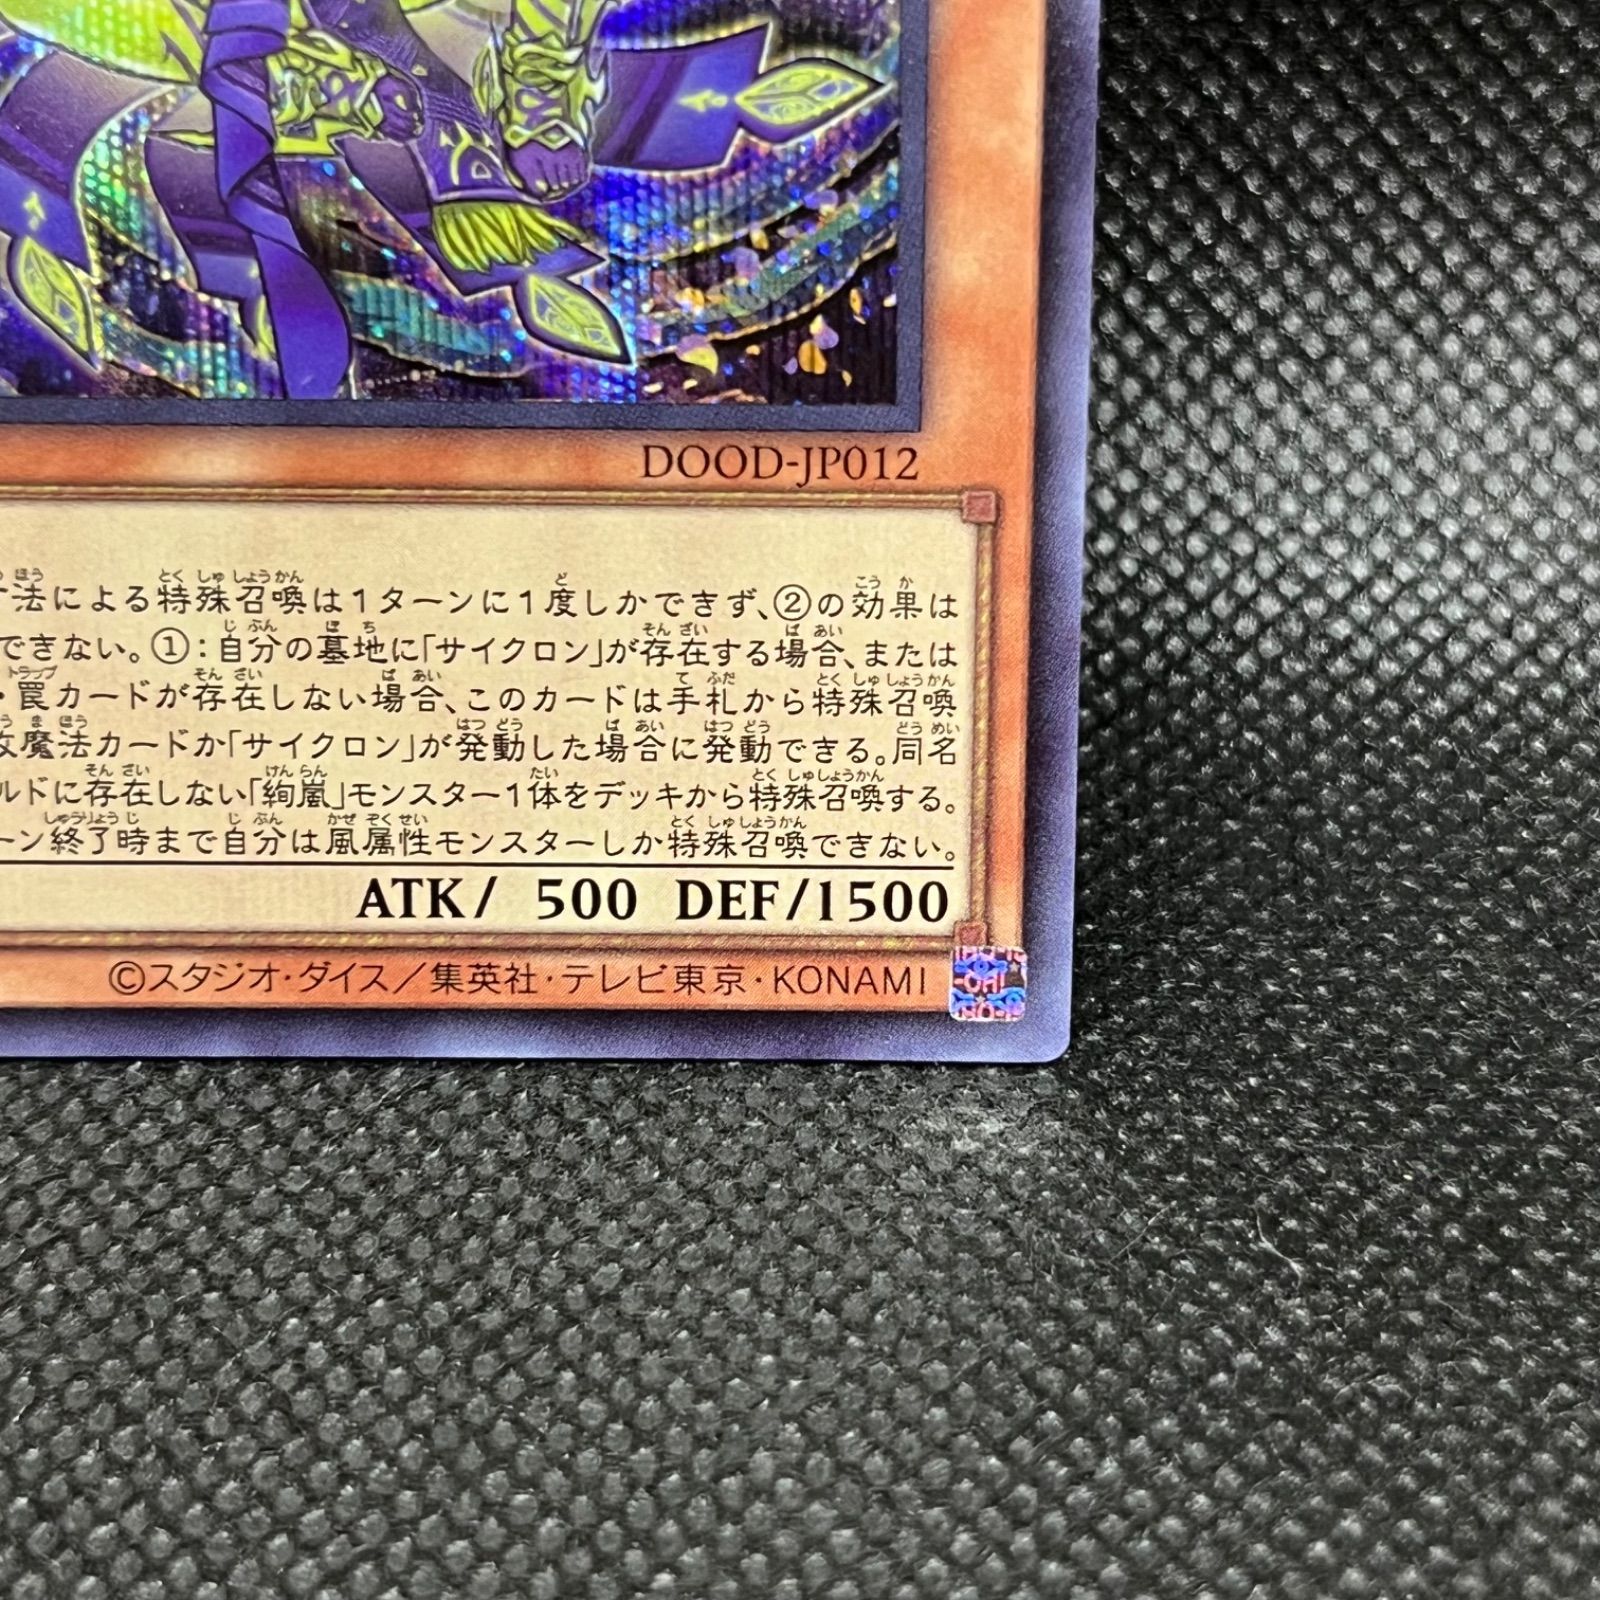 DOOD-JP012
法による特殊召喚は1ターンに1度しかできず、②の効果は
できない。①:自分の墓地に「サイクロン」が存在する場合、または
・罠カードが存在しない場合、このカードは手札から特殊召喚
魔法カードか「サイクロン」が発動した場合に発動できる。同名
ルドに存在しない「絢嵐」モンスター1体をデッキから特殊召喚する。
ーン終了時まで自分は風属性モンスターしか特殊召喚できない。
ATK/ 500 DEF/1500
©スタジオ・ダイス/集英社・テレビ東京・KONAMI